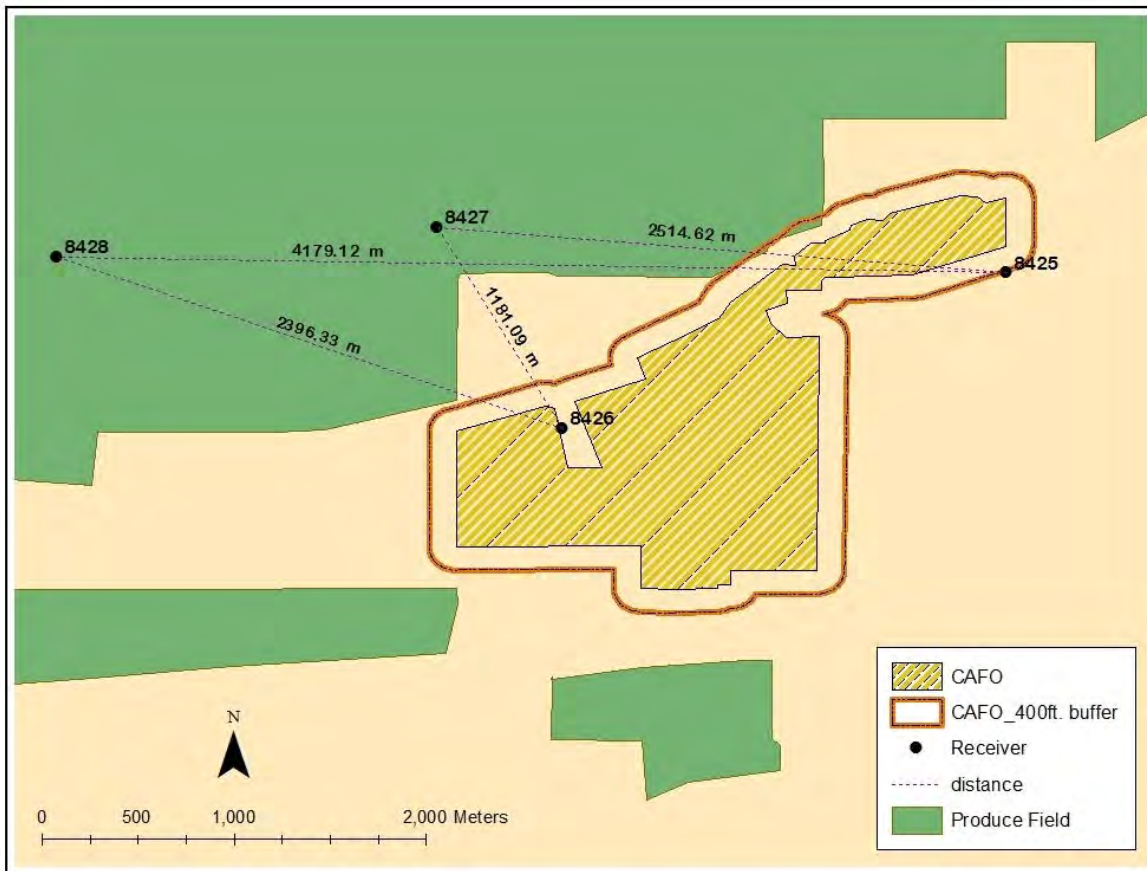 8427
8428
2514.62 m
4179.12 m
8425
1181.09 m
2396.33 m
8426
CAFO
CAFO_400ft. buffer
Receiver
distance
Produce Field
N
0 500 1,000 2,000 Meters